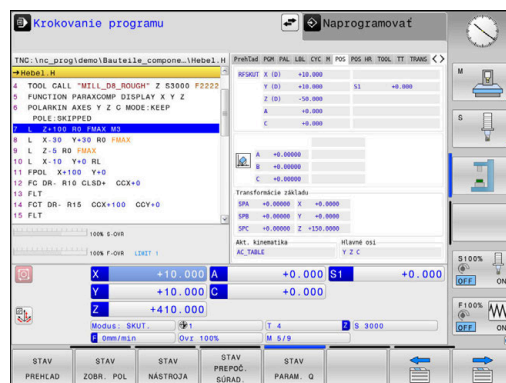 Krokovanie programu
Naprogramovať
TNC:\nc_prog\demo\Bauteile_compone…\Hebel.H
→Hebel.H
4 TOOL CALL "MILL_D8_ROUGH" Z S3000 F2222
5 FUNCTION PARAXCOMP DISPLAY X Y Z
6 POLARKIN AXES Y Z C MODE:KEEP
POLE:SKIPPED
7 L Z+100 R0 FMAX M3
8 L X-30 Y+30 R0 FMAX
9 L Z-5 R0 FMAX
10 L X-10 Y+0 RL
11 FPOL X+100 Y+0
12 FC DR- R10 CLSD+ CCX+0
13 FLT
14 FCT DR- R15 CCX+100 CCY+0
15 FLT
100% S-OVR
100% F-OVR LIMIT 1
Prehľad PGM PAL LBL CYC M POS POS HR TOOL TT TRANS
RFSKUT X (D) +10.000
Y (D) +10.000 S1 +0.000
Z (D) -50.000
A +0.000
C +0.000
A +0.00000
B +0.00000
C +0.00000
Transformácie základu
SPA +0.00000 X +0.0000
SPB +0.00000 Y +0.0000
SPC +0.00000 Z +150.0000
Akt. kinematika Hlavné osi
AC_TABLE Y Z C
X +10.000 A +0.000 S1 +0.000
Y +10.000 C +0.000
Z +410.000
Modus: SKUT. 1 T 4 Z S 3000
F 0mm/min Ovr 100% M 5/9
M
S
S100%
OFF ON
F100%
OFF ON
STAV PREHĽAD
STAV ZOBR. POL
STAV NÁSTROJA
STAV PREPOČ. SÚRAD.
STAV PARAM. Q